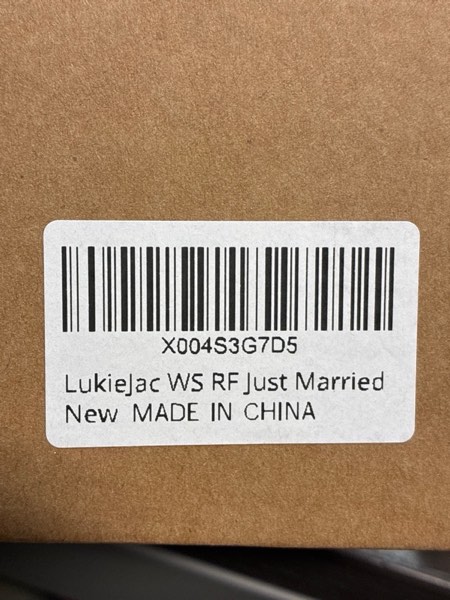 X004S3G7D5
LukieJac WS RF Just Married
New MADE IN CHINA